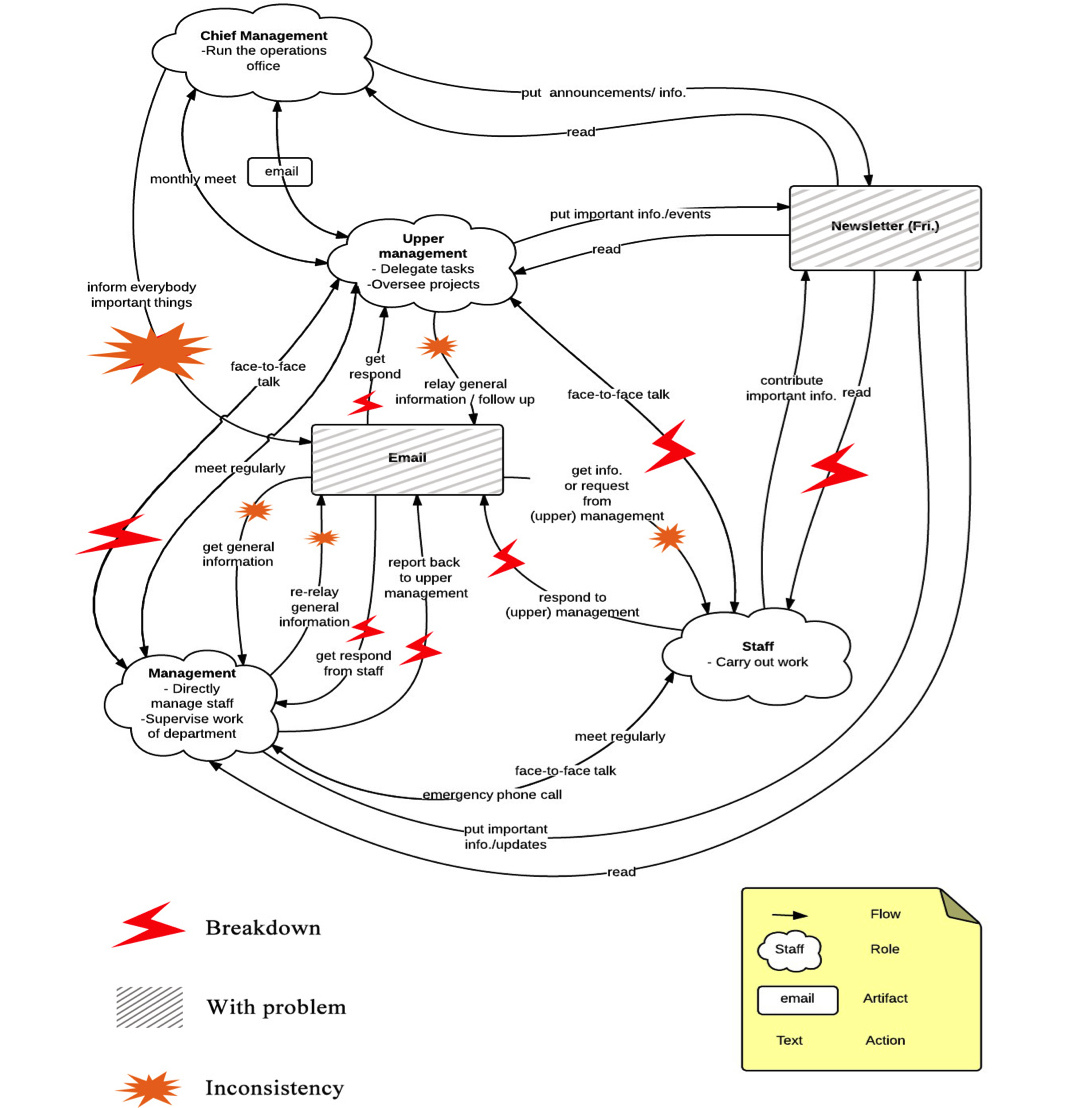 Chief Management
-Run the operations
office
put announcements/ info.
read
email
monthly meet
Newsletter (Fri.)
put important info./events
read
Upper
management
- Delegate tasks
-Oversee projects
inform everybody
important things
face-to-face
talk
get
respond
relay general
information / follow up
face-to-face talk
contribute
important info.
read
Email
meet regularly
get info.
or request
from
(upper) management
get general
information
report back
to upper
management
re-relay
general
information
respond to
(upper) management
get respond
from staff
Staff
- Carry out work
Management
- Directly
manage staff
-Supervise work
of department
meet regularly
face-to-face talk
emergency phone call
put important
info./updates
read
Breakdown
With problem
Inconsistency
Flow
Staff
Role
email
Artifact
Text
Action